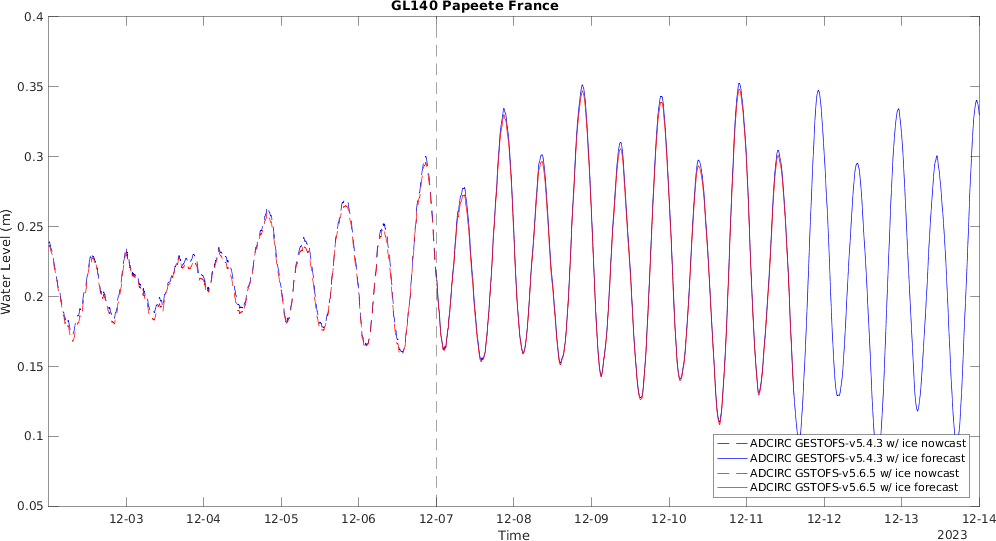 GL140 Papeete France
0.4
0.35
0.3
0.25
0.2
0.15
0.1
0.05
Water Level (m)
ADCIRC GESTOFS-v5.4.3 w/ ice nowcast
ADCIRC GESTOFS-v5.4.3 w/ ice forecast
ADCIRC GSTOFS-v5.6.5 w/ ice nowcast
ADCIRC GSTOFS-v5.6.5 w/ ice forecast
12-03 12-04 12-05 12-06 12-07 12-08 12-09 12-10 12-11 12-12 12-13 12-14
Time
2023